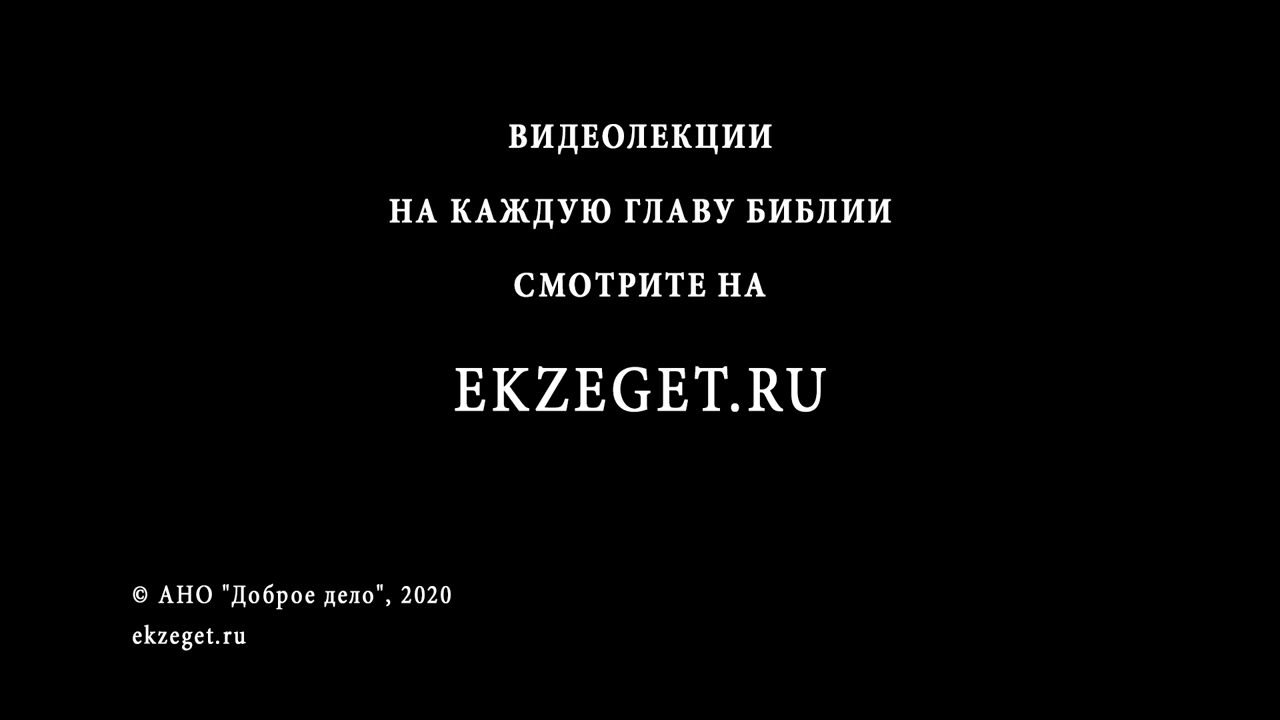 ВИДЕОЛЕКЦИИ
НА КАЖДУЮ ГЛАВУ БИБЛИИ
СМОТРИТЕ НА
EKZEGET.RU
© АНО "Доброе дело", 2020
ekzeget.ru